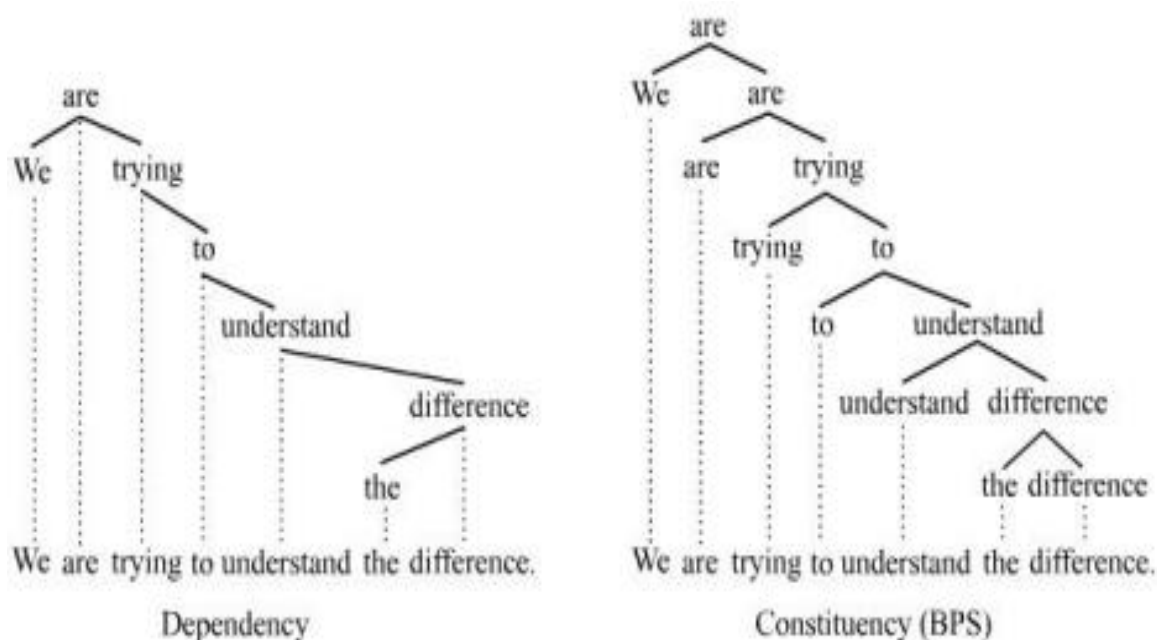 are
We trying
to
understand
difference
the
We are trying to understand the difference.
Dependency
are
We are
are trying
trying to
to understand
understand difference
the difference
We are trying to understand the difference.
Constituency (BPS)